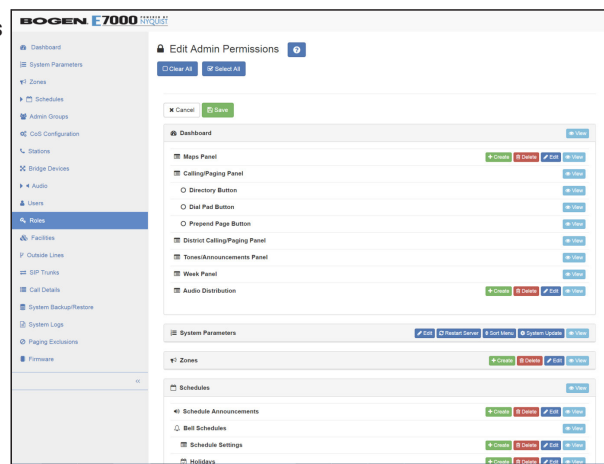 s
BOGEN E7000 POWERED BY NYQUIST
Dashboard
System Parameters
Zones
Schedules
Admin Groups
CoS Configuration
Stations
Bridge Devices
Audio
Users
Roles
Facilities
Outside Lines
SIP Trunks
Call Details
System Backup/Restore
System Logs
Paging Exclusions
Firmware
«
Edit Admin Permissions ?
Clear All Select All
Cancel Save
Dashboard View
Maps Panel Create Delete Edit View
Calling/Paging Panel View
Directory Button View
Dial Pad Button View
Prepend Page Button View
District Calling/Paging Panel View
Tones/Announcements Panel View
Week Panel View
Audio Distribution Create Delete Edit View
System Parameters Edit Restart Server Sort Menu System Update View
Zones Create Delete Edit View
Schedules View
Schedule Announcements Create Delete Edit View
Bell Schedules View
Schedule Settings Create Delete Edit View
Holidays Create Delete Edit View